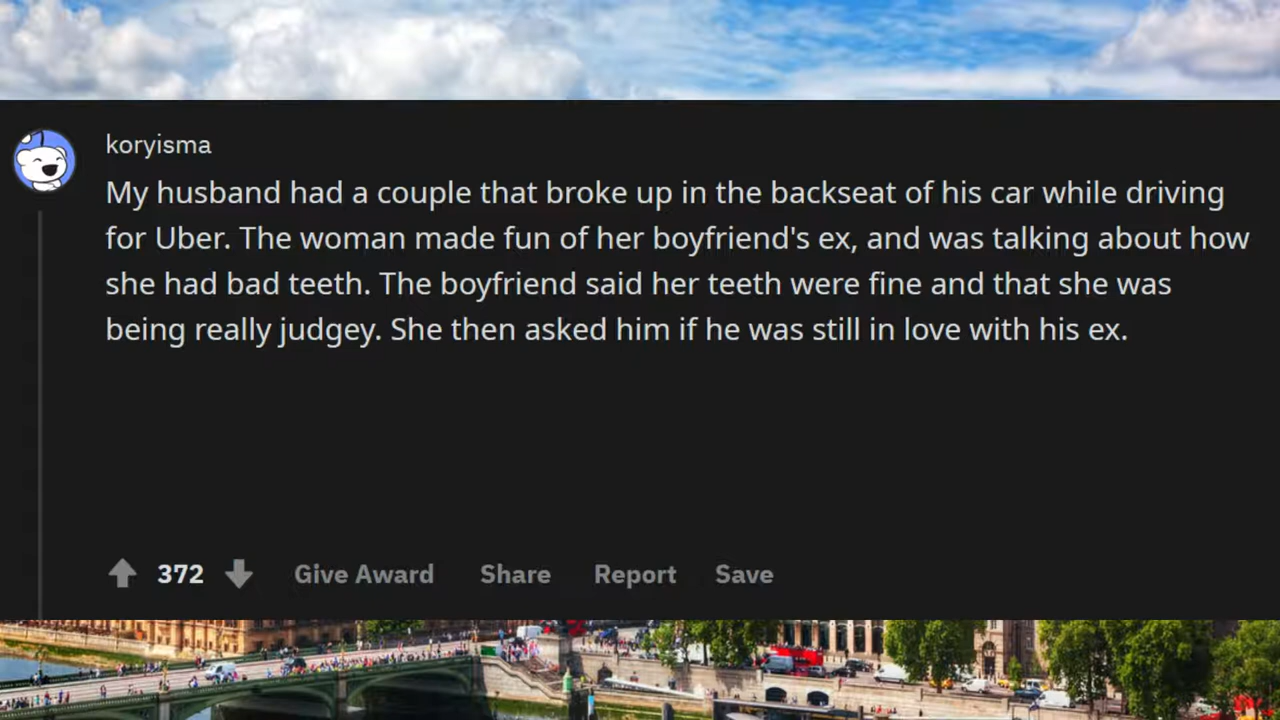 koryisma
My husband had a couple that broke up in the backseat of his car while driving
for Uber. The woman made fun of her boyfriend's ex, and was talking about how
she had bad teeth. The boyfriend said her teeth were fine and that she was
being really judgey. She then asked him if he was still in love with his ex.
372 Give Award Share Report Save